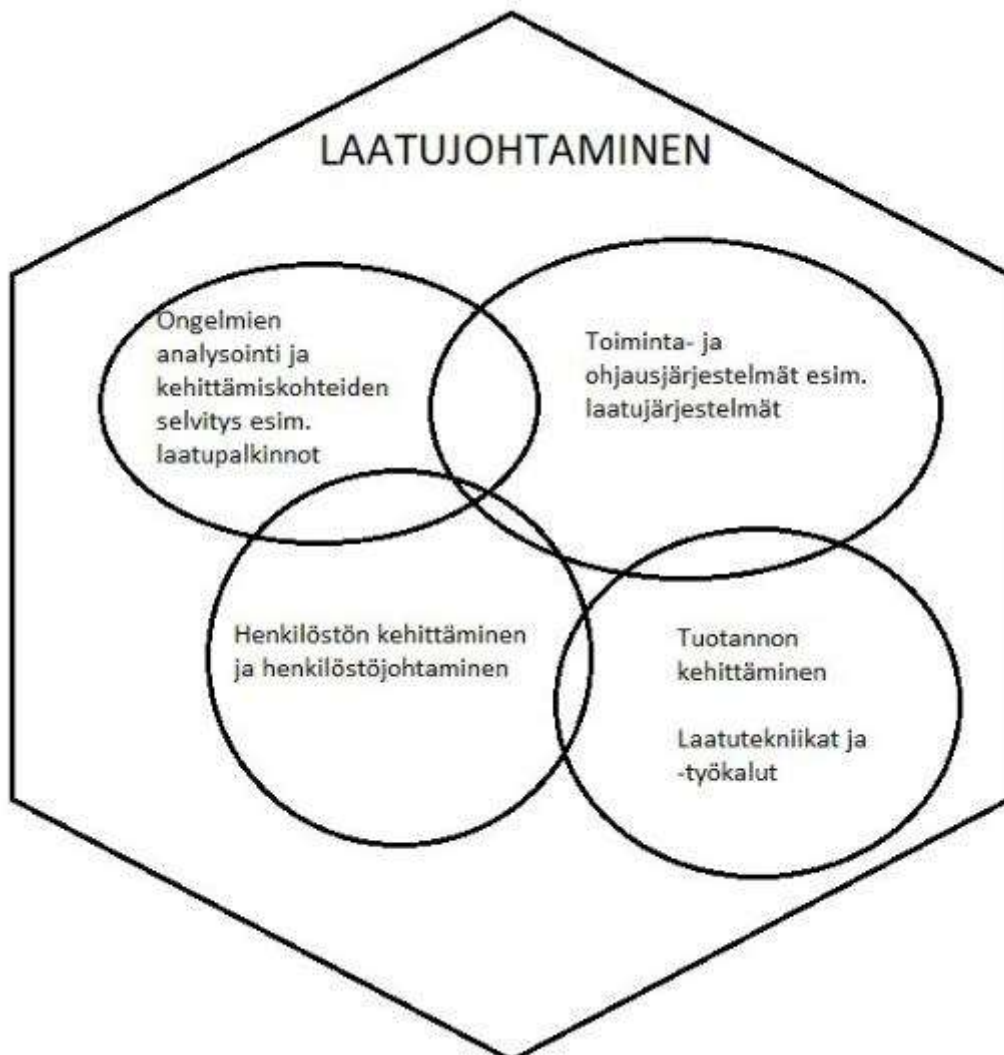 LAATUJOHTAMINEN
Ongelmien
analysointi ja
kehittämiskohteiden
selvitys esim.
laatupalkinnot
Toiminta- ja
ohjausjärjestelmät esim.
laatujärjestelmät
Henkilöstön kehittäminen
ja henkilöstöjohtaminen
Tuotannon
kehittäminen
Laatutekniikat ja
-työkalut